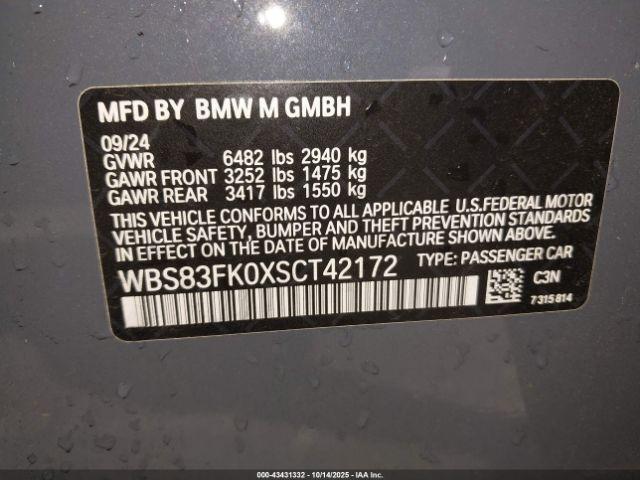 MFD BY BMW M GMBH
09/24
GVWR 6482 lbs 2940 kg
GAWR FRONT 3252 lbs 1475 kg
GAWR REAR 3417 lbs 1550 kg
THIS VEHICLE CONFORMS TO ALL APPLICABLE U.S.FEDERAL MOTOR
VEHICLE SAFETY, BUMPER AND THEFT PREVENTION STANDARDS
IN EFFECT ON THE DATE OF MANUFACTURE SHOWN ABOVE.
WBS83FK0XSCT42172 TYPE: PASSENGER CAR
C3N
7315814
000-43431332 - 10/14/2025 - Copyright © 2025 IAA, Inc.